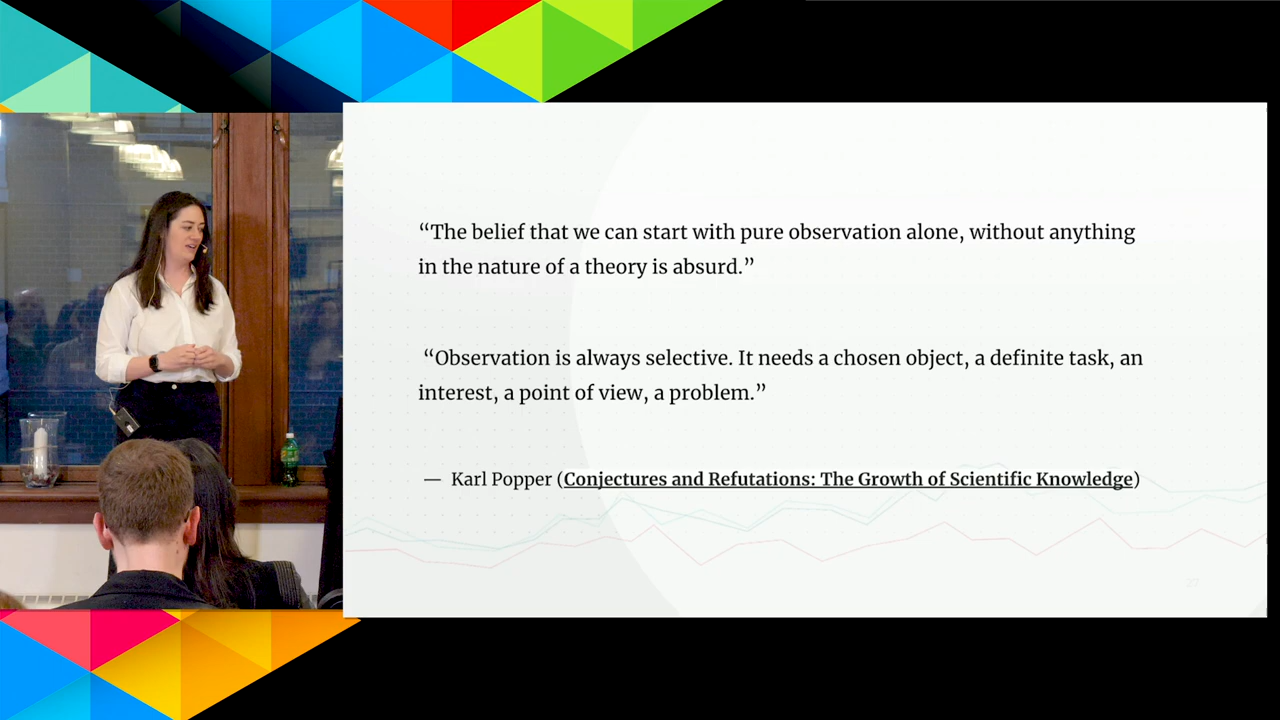 “The belief that we can start with pure observation alone, without anything
in the nature of a theory is absurd.”
“Observation is always selective. It needs a chosen object, a definite task, an
interest, a point of view, a problem.”
— Karl Popper (Conjectures and Refutations: The Growth of Scientific Knowledge)
27